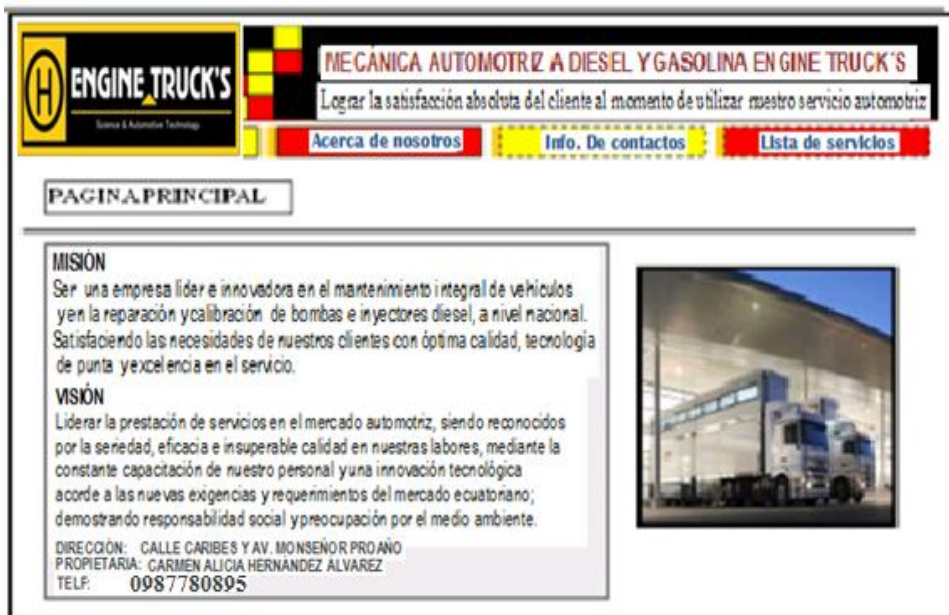 H
ENGINE TRUCK'S
Science & Automotive Technology
MECÁNICA AUTOMOTRIZ A DIESEL Y GASOLINA EN GINE TRUCK´S
Lograr la satisfacción absoluta del cliente al momento de utilizar nuestro servicio automotriz
Acerca de nosotros
Info. De contactos
Lista de servicios
PAGINA PRINCIPAL
MISIÓN
Ser una empresa líder e innovadora en el mantenimiento integral de vehículos
y en la reparación y calibración de bombas e inyectores diesel, a nivel nacional.
Satisfaciendo las necesidades de nuestros clientes con óptima calidad, tecnología
de punta y excelencia en el servicio.
VISIÓN
Liderar la prestación de servicios en el mercado automotriz, siendo reconocidos
por la seriedad, eficacia e insuperable calidad en nuestras labores, mediante la
constante capacitación de nuestro personal y una innovación tecnológica
acorde a las nuevas exigencias y requerimientos del mercado ecuatoriano;
demostrando responsabilidad social y preocupación por el medio ambiente.
DIRECCIÓN: CALLE CARIBES Y AV. MONSEÑOR PROAÑO
PROPIETARIA: CARMEN ALICIA HERNANDEZ ALVAREZ
TELF: 0987780895